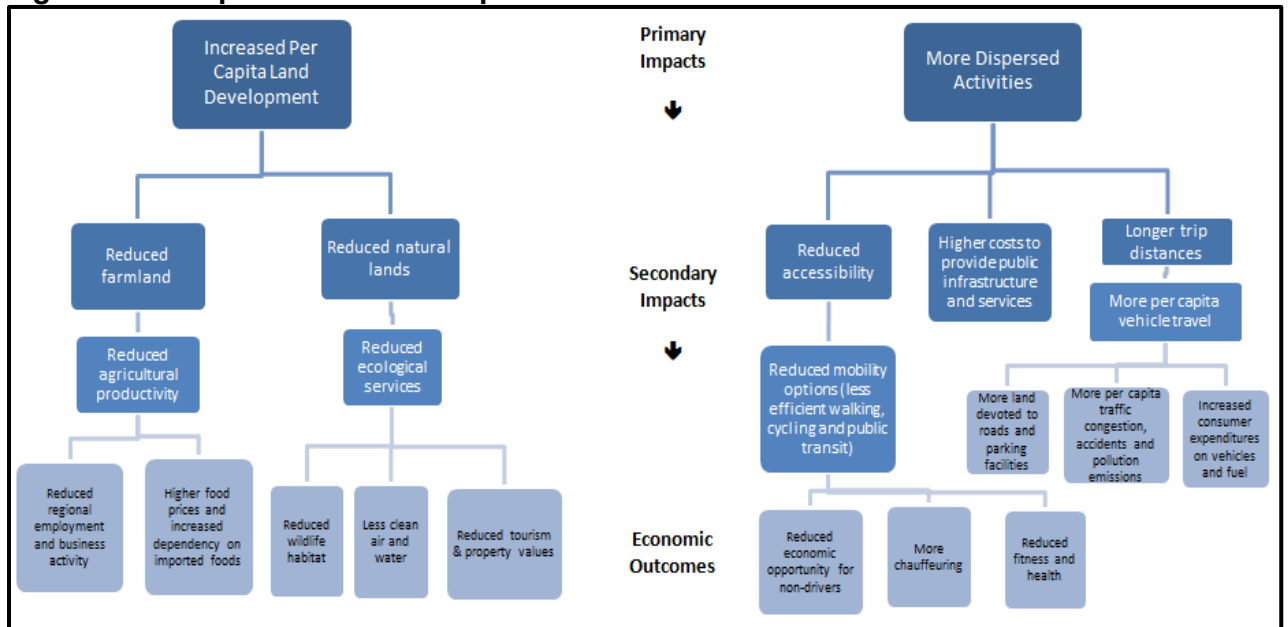 Increased Per
Capita Land
Development
Primary
Impacts
More Dispersed
Activities
Reduced
farmland
Reduced natural
lands
Secondary
Impacts
Reduced
accessibility
Higher costs to
provide public
infrastructure
and services
Longer trip
distances
More per capita
vehicle travel
Reduced
agricultural
productivity
Reduced
ecological
services
Reduced mobility
options (less
efficient walking,
cycling and public
transit)
More land
devoted to
roads and
parking
facilities
More per capita
traffic
congestion,
accidents and
pollution
emissions
Increased
consumer
expenditures
on vehicles
and fuel
Reduced
regional
employment
and business
activity
Higher food
prices and
increased
dependency on
imported foods
Reduced
wildlife
habitat
Less clean
air and
water
Reduced tourism
& property values
Economic
Outcomes
Reduced
economic
opportunity for
non-drivers
More
chauffeuring
Reduced
fitness and
health